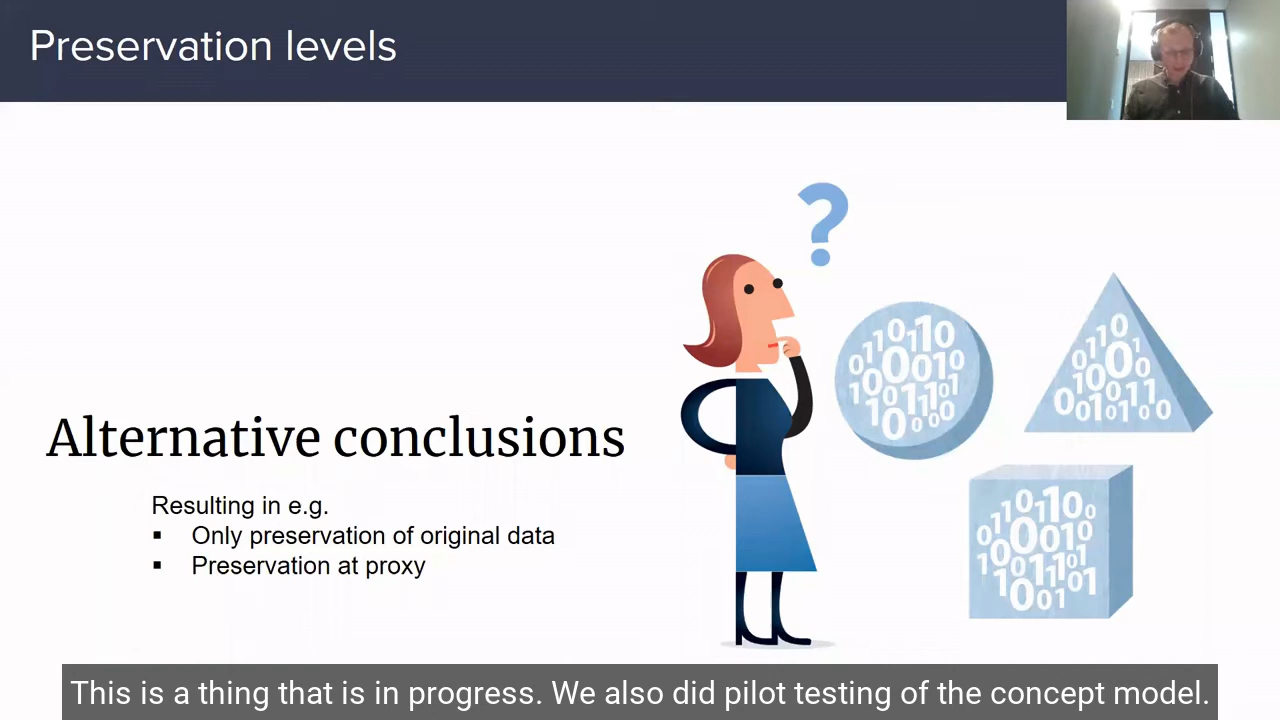 Preservation levels
?
Alternative conclusions
Resulting in e.g.
▪ Only preservation of original data
▪ Preservation at proxy
This is a thing that is in progress. We also did pilot testing of the concept model.